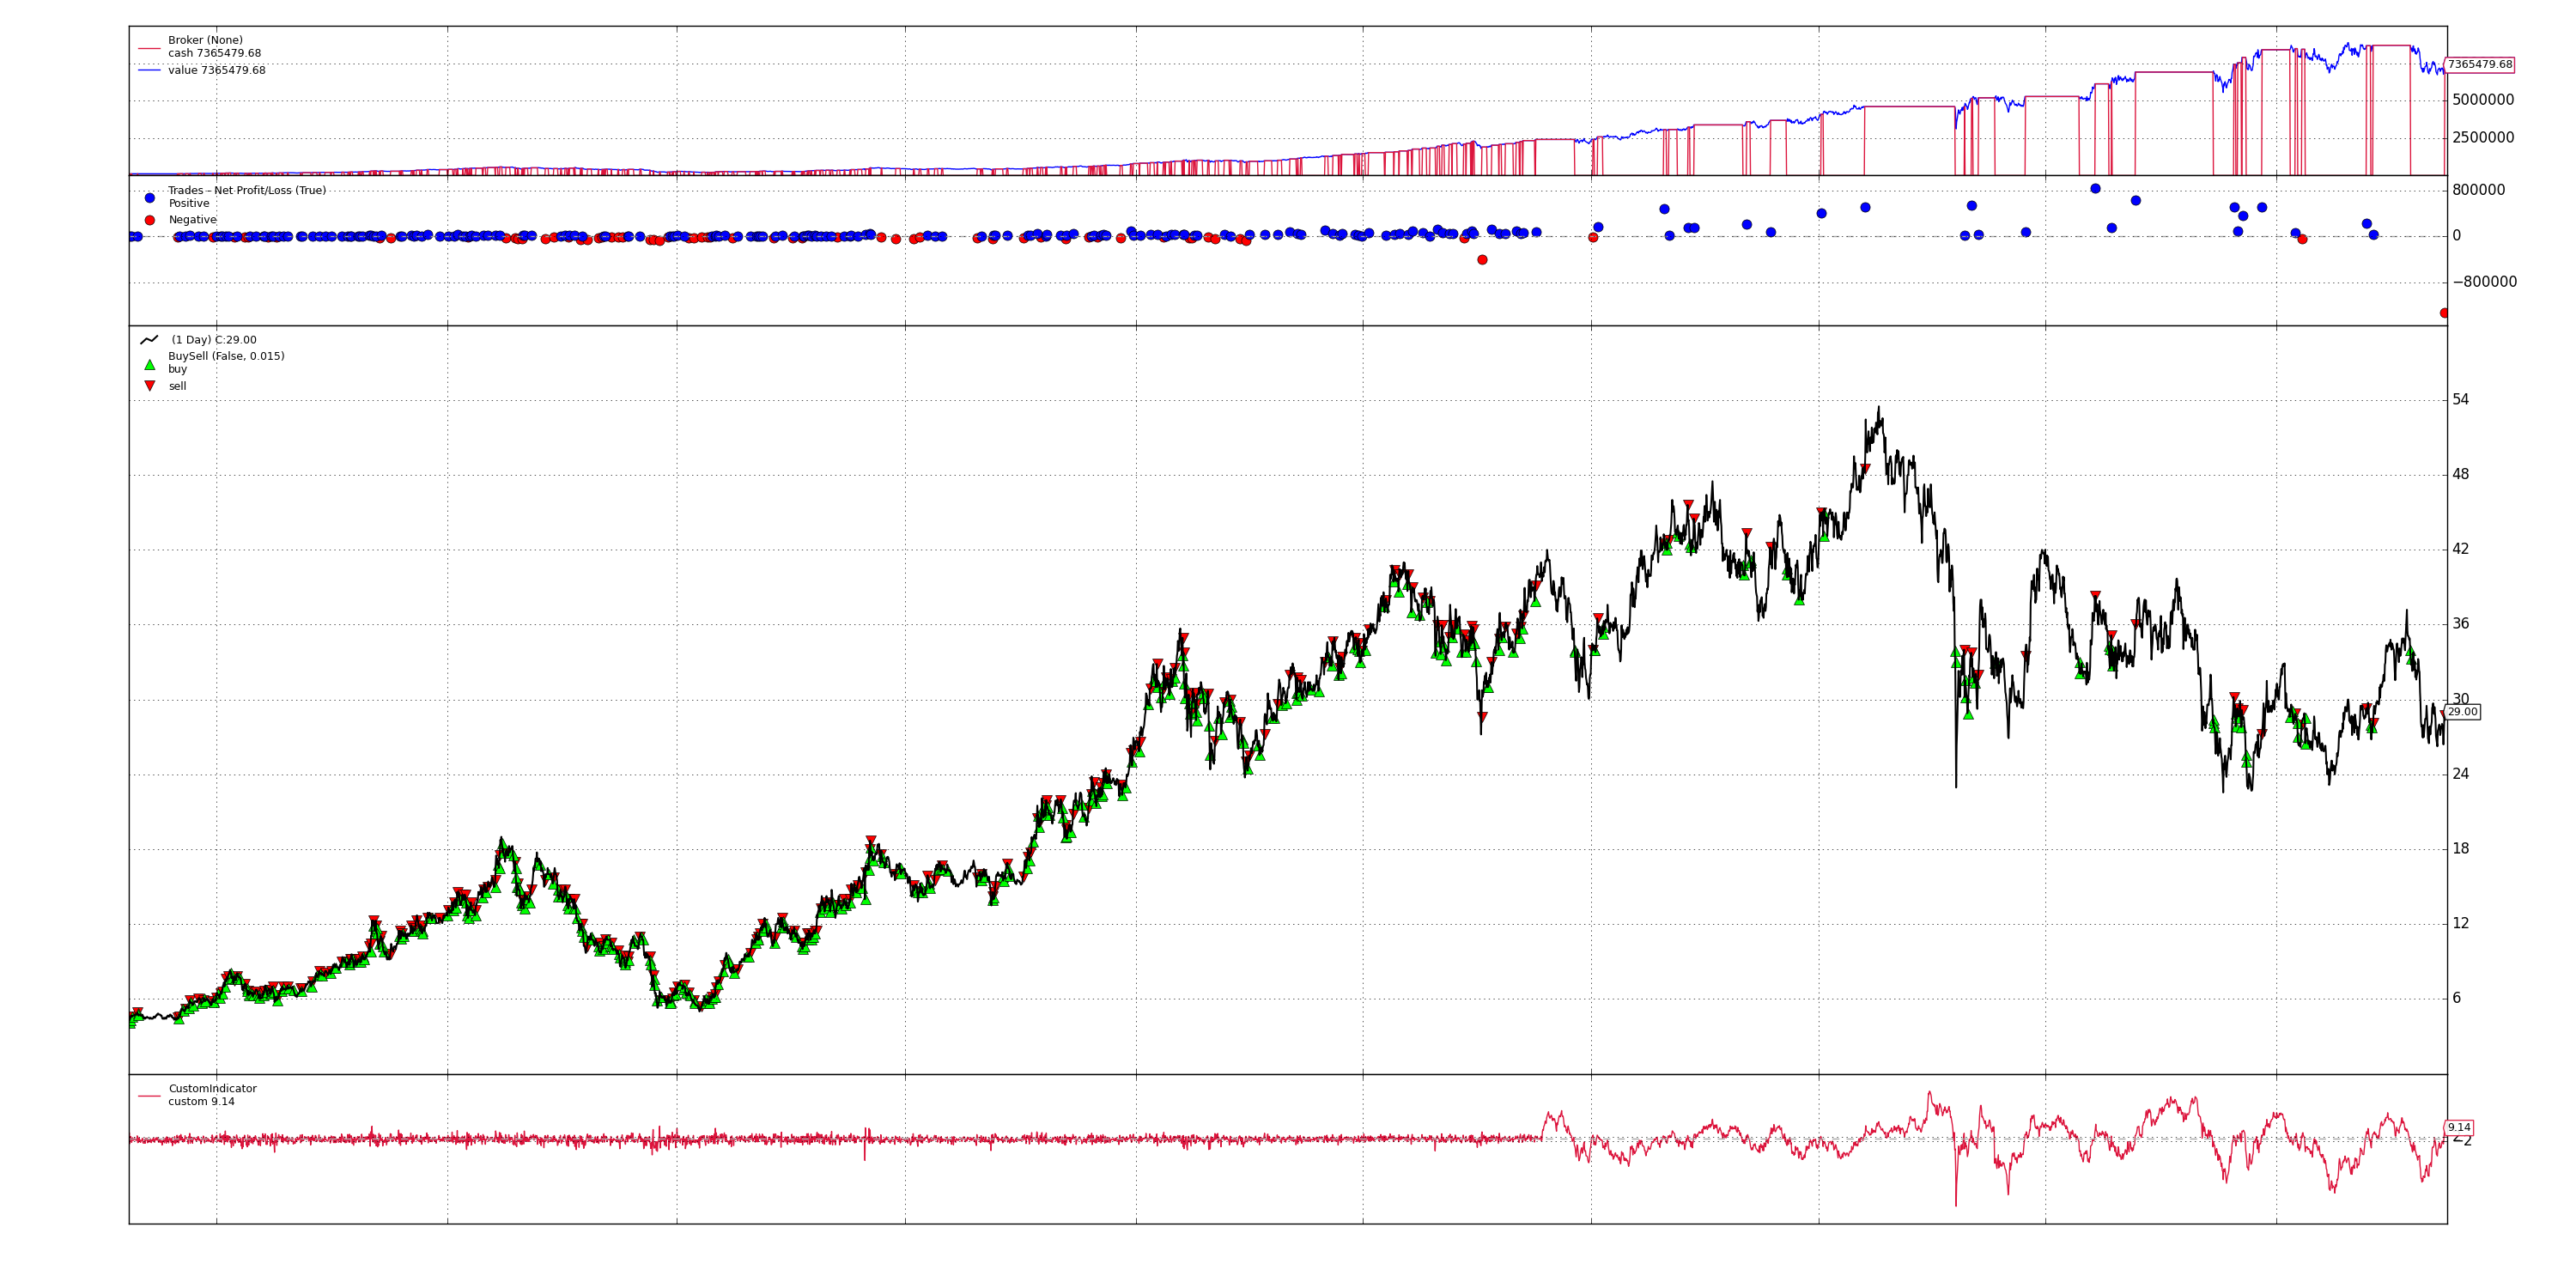 Broker (None)
cash 7365479.68
value 7365479.68
7365479.68
5000000
2500000
Trades - Net Profit/Loss (True)
Positive
Negative
800000
0
−800000
(1 Day) C:29.00
BuySell (False, 0.015)
buy
sell
54
48
42
36
30
29.00
24
18
12
6
CustomIndicator
custom 9.14
9.14